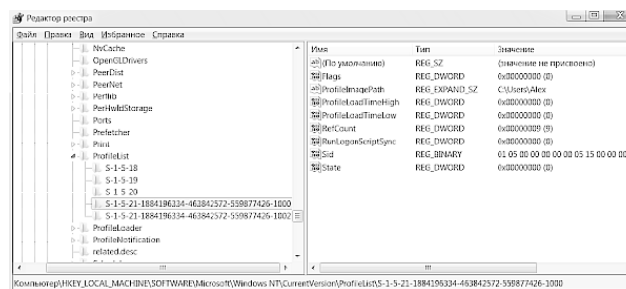 Редактор реестра
Файл Правка Вид Избранное Справка
NvCache
OpenGLDrivers
PeerDist
PeerNet
Perflib
PerHwIdStorage
Ports
Prefetcher
Print
ProfileList
S-1-5-18
S-1-5-19
S-1-5-20
S-1-5-21-1884196334-463842572-559877426-1000
S-1-5-21-1884196334-463842572-559877426-1002
ProfileLoader
ProfileNotification
related.desc
Имя Тип Значение
(По умолчанию) REG_SZ (значение не присвоено)
Flags REG_DWORD 0x00000000 (0)
ProfileImagePath REG_EXPAND_SZ C:\Users\Alex
ProfileLoadTimeHigh REG_DWORD 0x00000000 (0)
ProfileLoadTimeLow REG_DWORD 0x00000000 (0)
RefCount REG_DWORD 0x00000009 (9)
RunLogonScriptSync REG_DWORD 0x00000000 (0)
Sid REG_BINARY 01 05 00 00 00 00 00 05 15 00 00 00
State REG_DWORD 0x00000000 (0)
Компьютер\HKEY_LOCAL_MACHINE\SOFTWARE\Microsoft\Windows NT\CurrentVersion\ProfileList\S-1-5-21-1884196334-463842572-559877426-1000